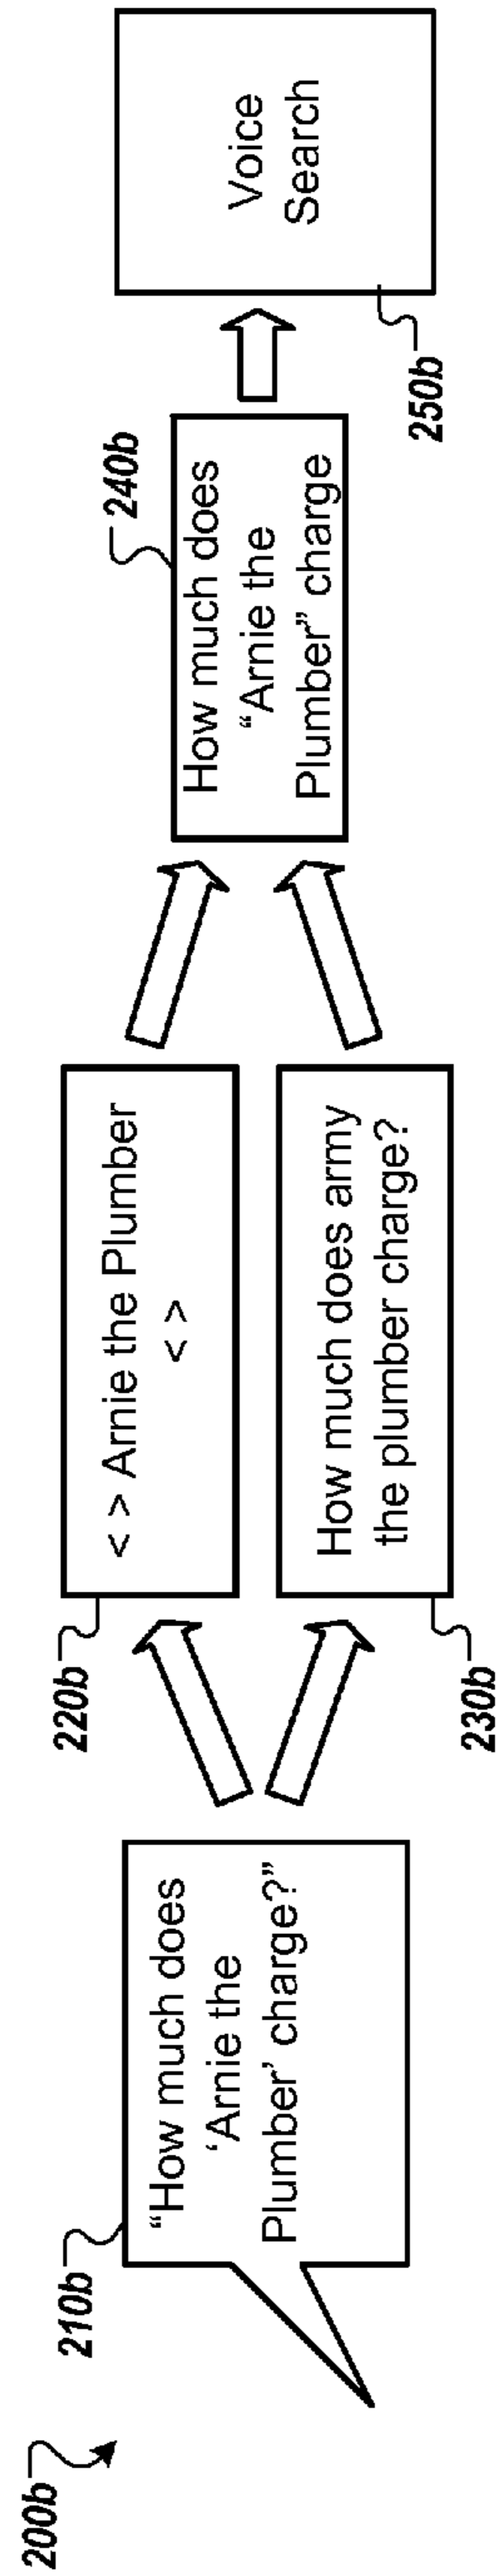 200b
210b
“How much does
‘Arnie the
Plumber’ charge?”
220b
< > Arnie the Plumber
< >
230b
How much does army
the plumber charge?
240b
How much does
“Arnie the
Plumber” charge
250b
Voice
Search